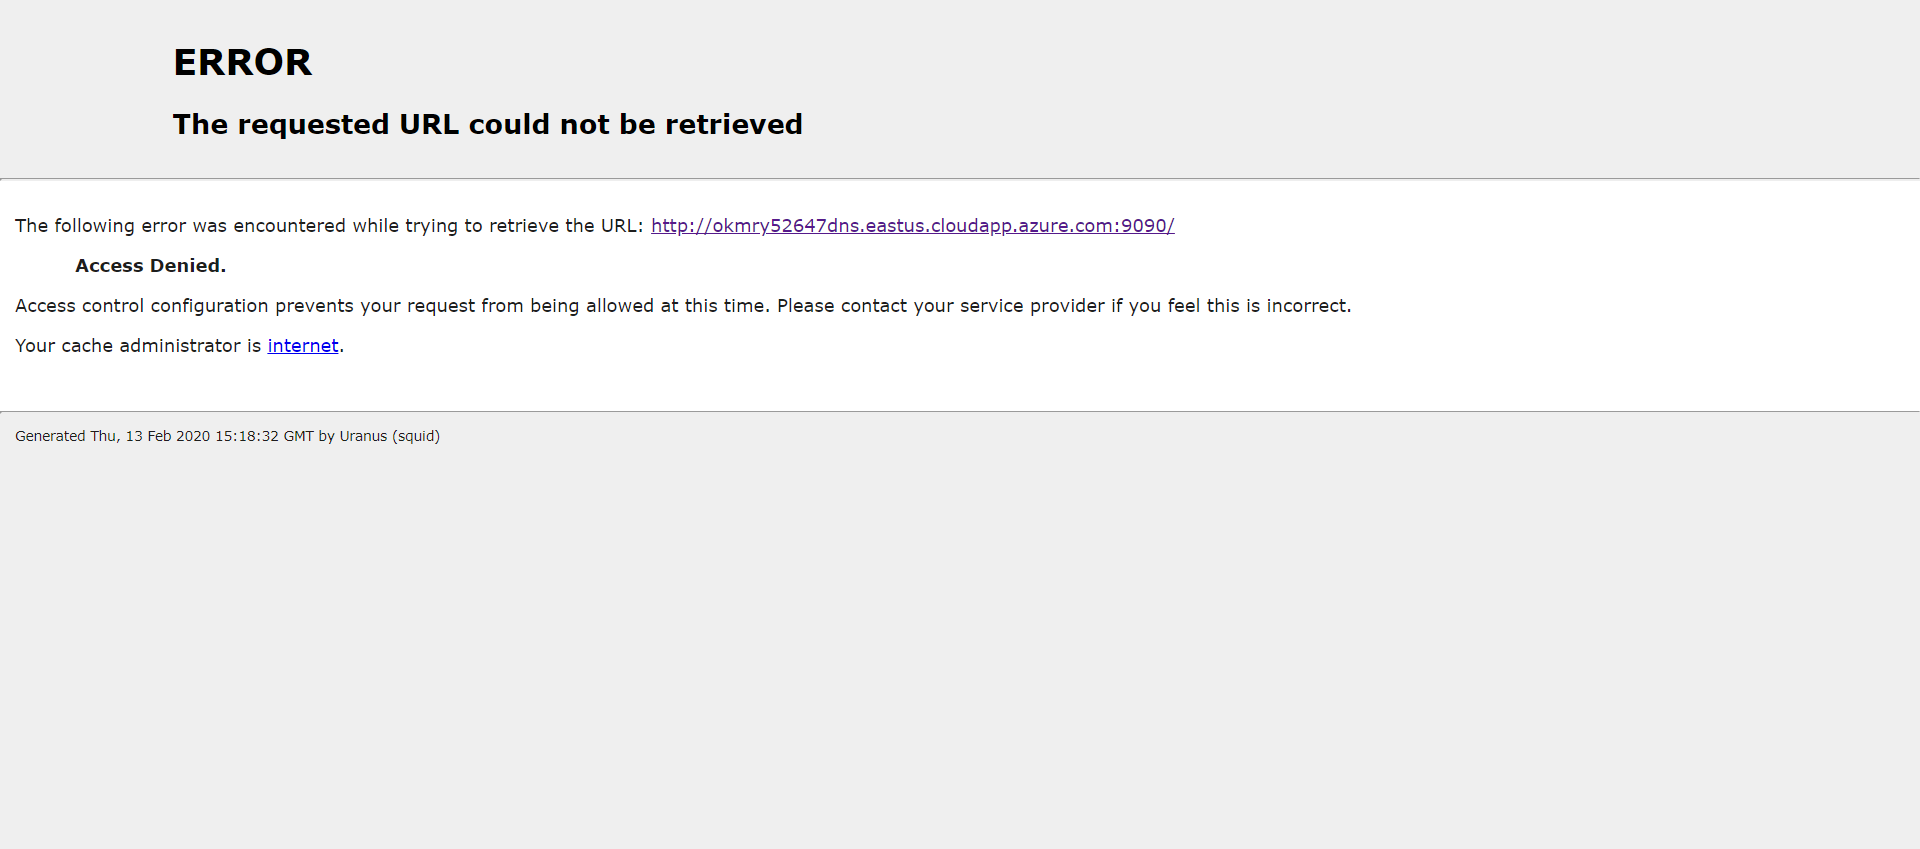 ERROR
The requested URL could not be retrieved
The following error was encountered while trying to retrieve the URL: http://okmry52647dns.eastus.cloudapp.azure.com:9090/
Access Denied.
Access control configuration prevents your request from being allowed at this time. Please contact your service provider if you feel this is incorrect.
Your cache administrator is internet.
Generated Thu, 13 Feb 2020 15:18:32 GMT by Uranus (squid)